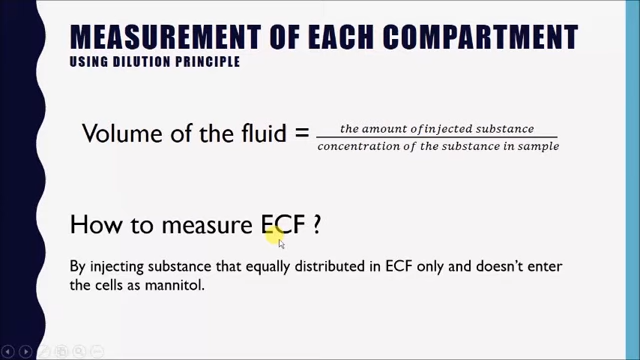 MEASUREMENT OF EACH COMPARTMENT
USING DILUTION PRINCIPLE
Volume of the fluid = the amount of injected substance / concentration of the substance in sample
How to measure ECF ?
By injecting substance that equally distributed in ECF only and doesn't enter
the cells as mannitol.